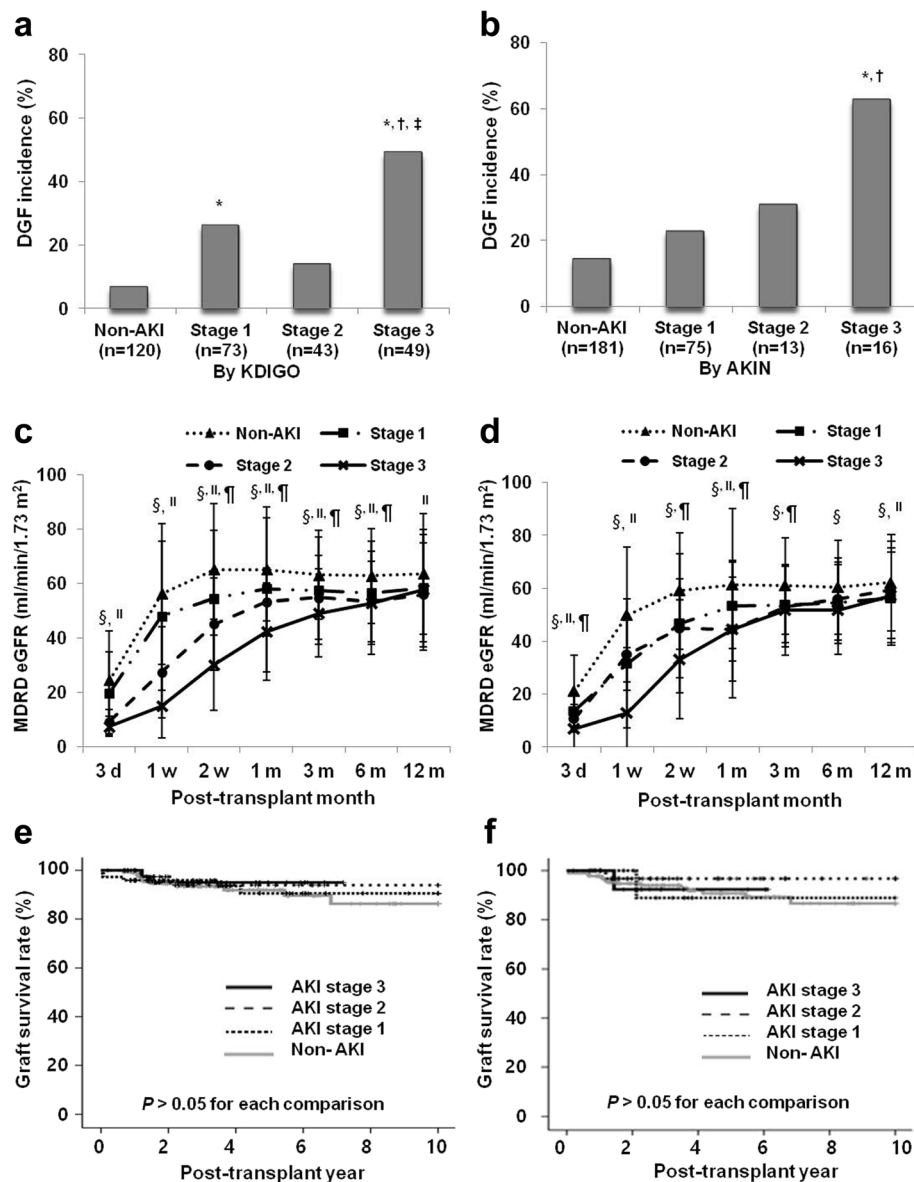 a
80
60
40
20
0
DGF incidence (%)
*
*, †, ‡
Non-AKI Stage 1 Stage 2 Stage 3
(n=120) (n=73) (n=43) (n=49)
By KDIGO
b
80
60
40
20
0
DGF incidence (%)
*, †
Non-AKI Stage 1 Stage 2 Stage 3
(n=181) (n=75) (n=13) (n=16)
By AKIN
c
Non-AKI Stage 1
Stage 2 Stage 3
100
80
60
40
20
0
MDRD eGFR (ml/min/1.73 m²)
§, ǁ
§, ǁ
§, ǁ, ¶
§, ǁ, ¶
§, ǁ, ¶
§, ǁ, ¶
ǁ
3 d 1 w 2 w 1 m 3 m 6 m 12 m
Post-transplant month
d
Non-AKI Stage 1
Stage 2 Stage 3
100
80
60
40
20
0
MDRD eGFR (ml/min/1.73 m²)
§, ǁ, ¶
§, ǁ
§, ¶
§, ǁ, ¶
§, ¶
§
§, ǁ
3 d 1 w 2 w 1 m 3 m 6 m 12 m
Post-transplant month
e
100
80
60
40
20
0
Graft survival rate (%)
AKI stage 3
AKI stage 2
AKI stage 1
Non- AKI
P > 0.05 for each comparison
0 2 4 6 8 10
Post-transplant year
f
100
80
60
40
20
0
Graft survival rate (%)
AKI stage 3
AKI stage 2
AKI stage 1
Non- AKI
P > 0.05 for each comparison
0 2 4 6 8 10
Post-transplant year